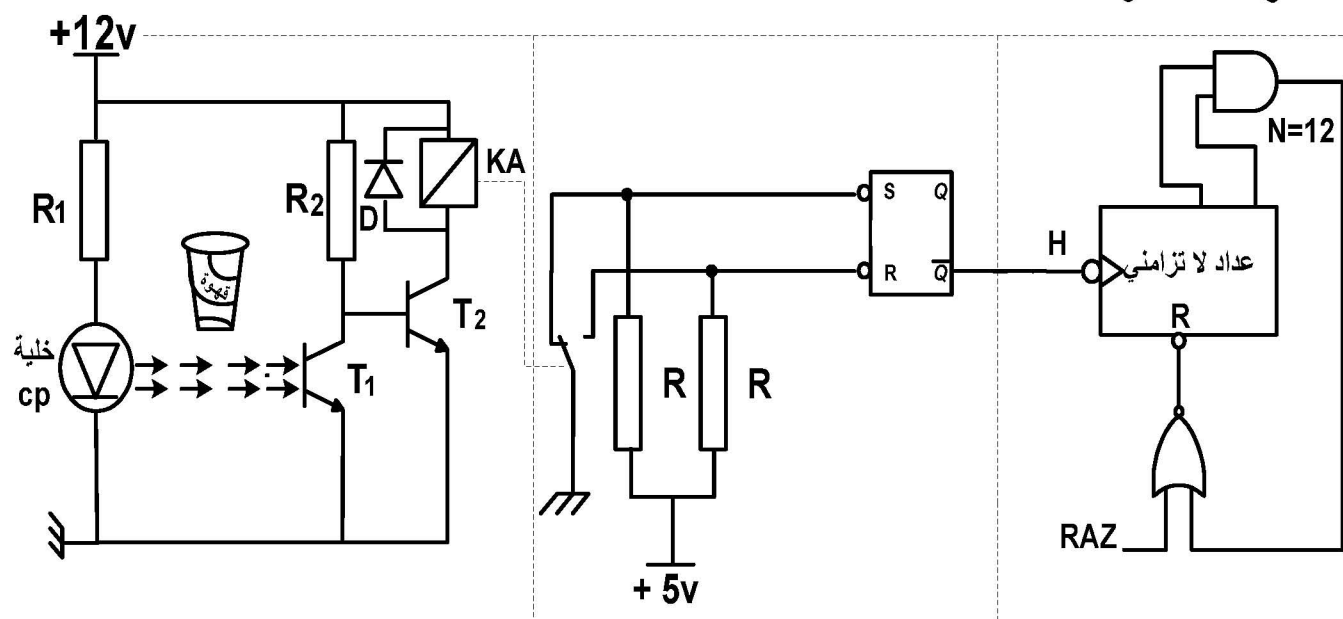 +12v
R1
R2
D
KA
قهوة
خلية
cp
T1
T2
R
R
+ 5v
S
Q
R
Q̅
H
N=12
عداد لا تزامني
R
RAZ